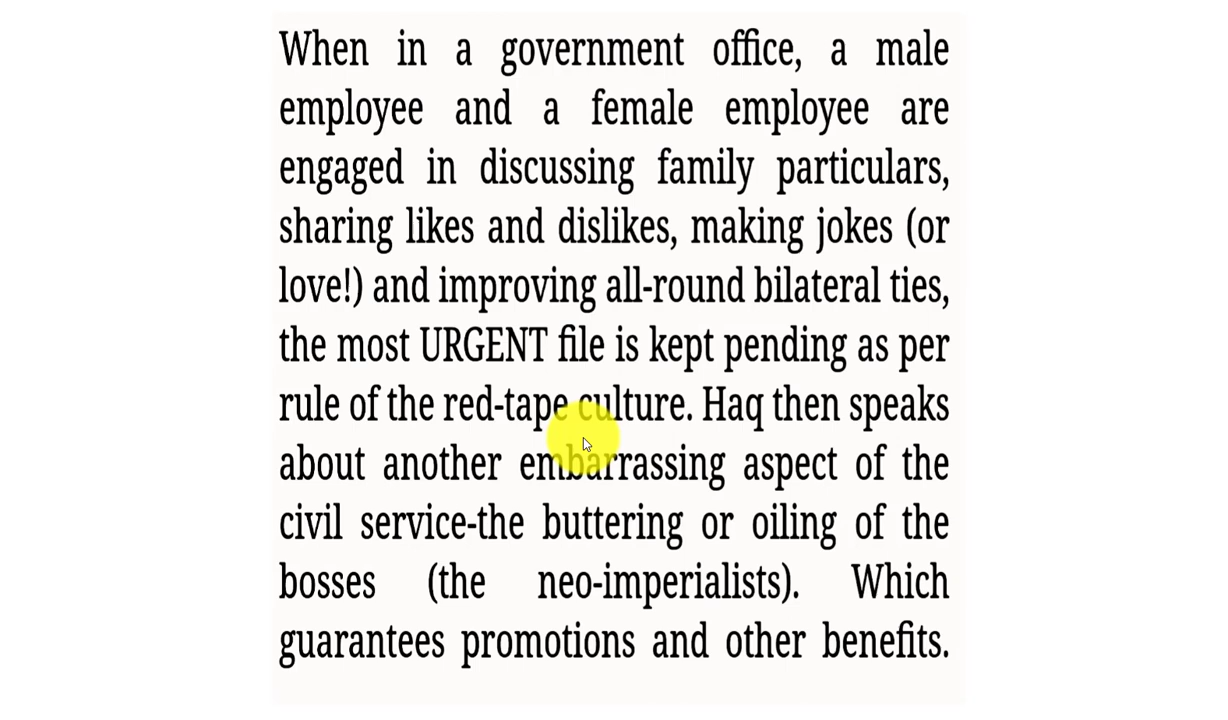 When in a government office, a male
employee and a female employee are
engaged in discussing family particulars,
sharing likes and dislikes, making jokes (or
love!) and improving all-round bilateral ties,
the most URGENT file is kept pending as per
rule of the red-tape culture. Haq then speaks
about another embarrassing aspect of the
civil service-the buttering or oiling of the
bosses (the neo-imperialists). Which
guarantees promotions and other benefits.